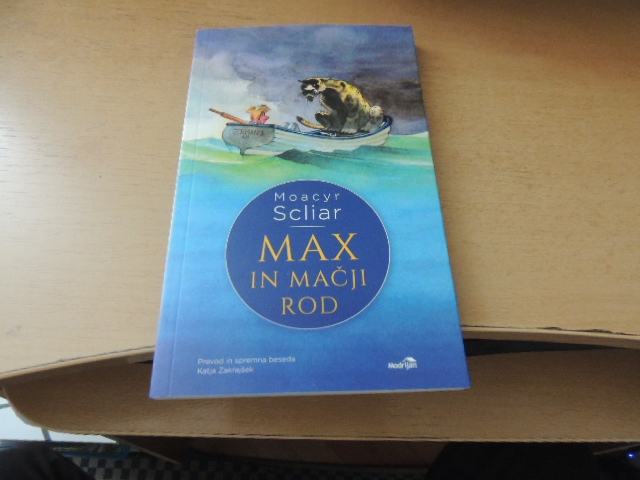 Moacyr
Scliar
MAX
IN MAČJI
ROD
Prevod in spremna beseda
Katja Zakrajšek
Modrijan